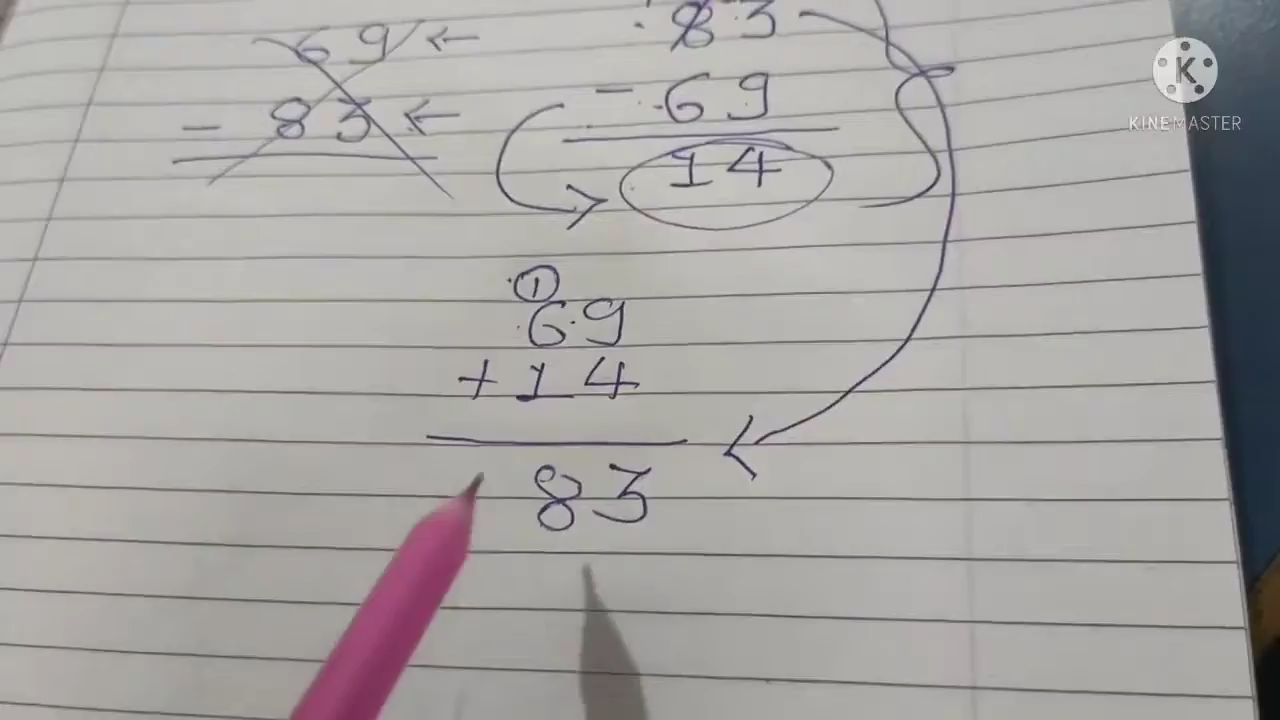 69 ←
- 83 ←
83
- 69
14
1
69
+ 14
83
K
KINEMASTER